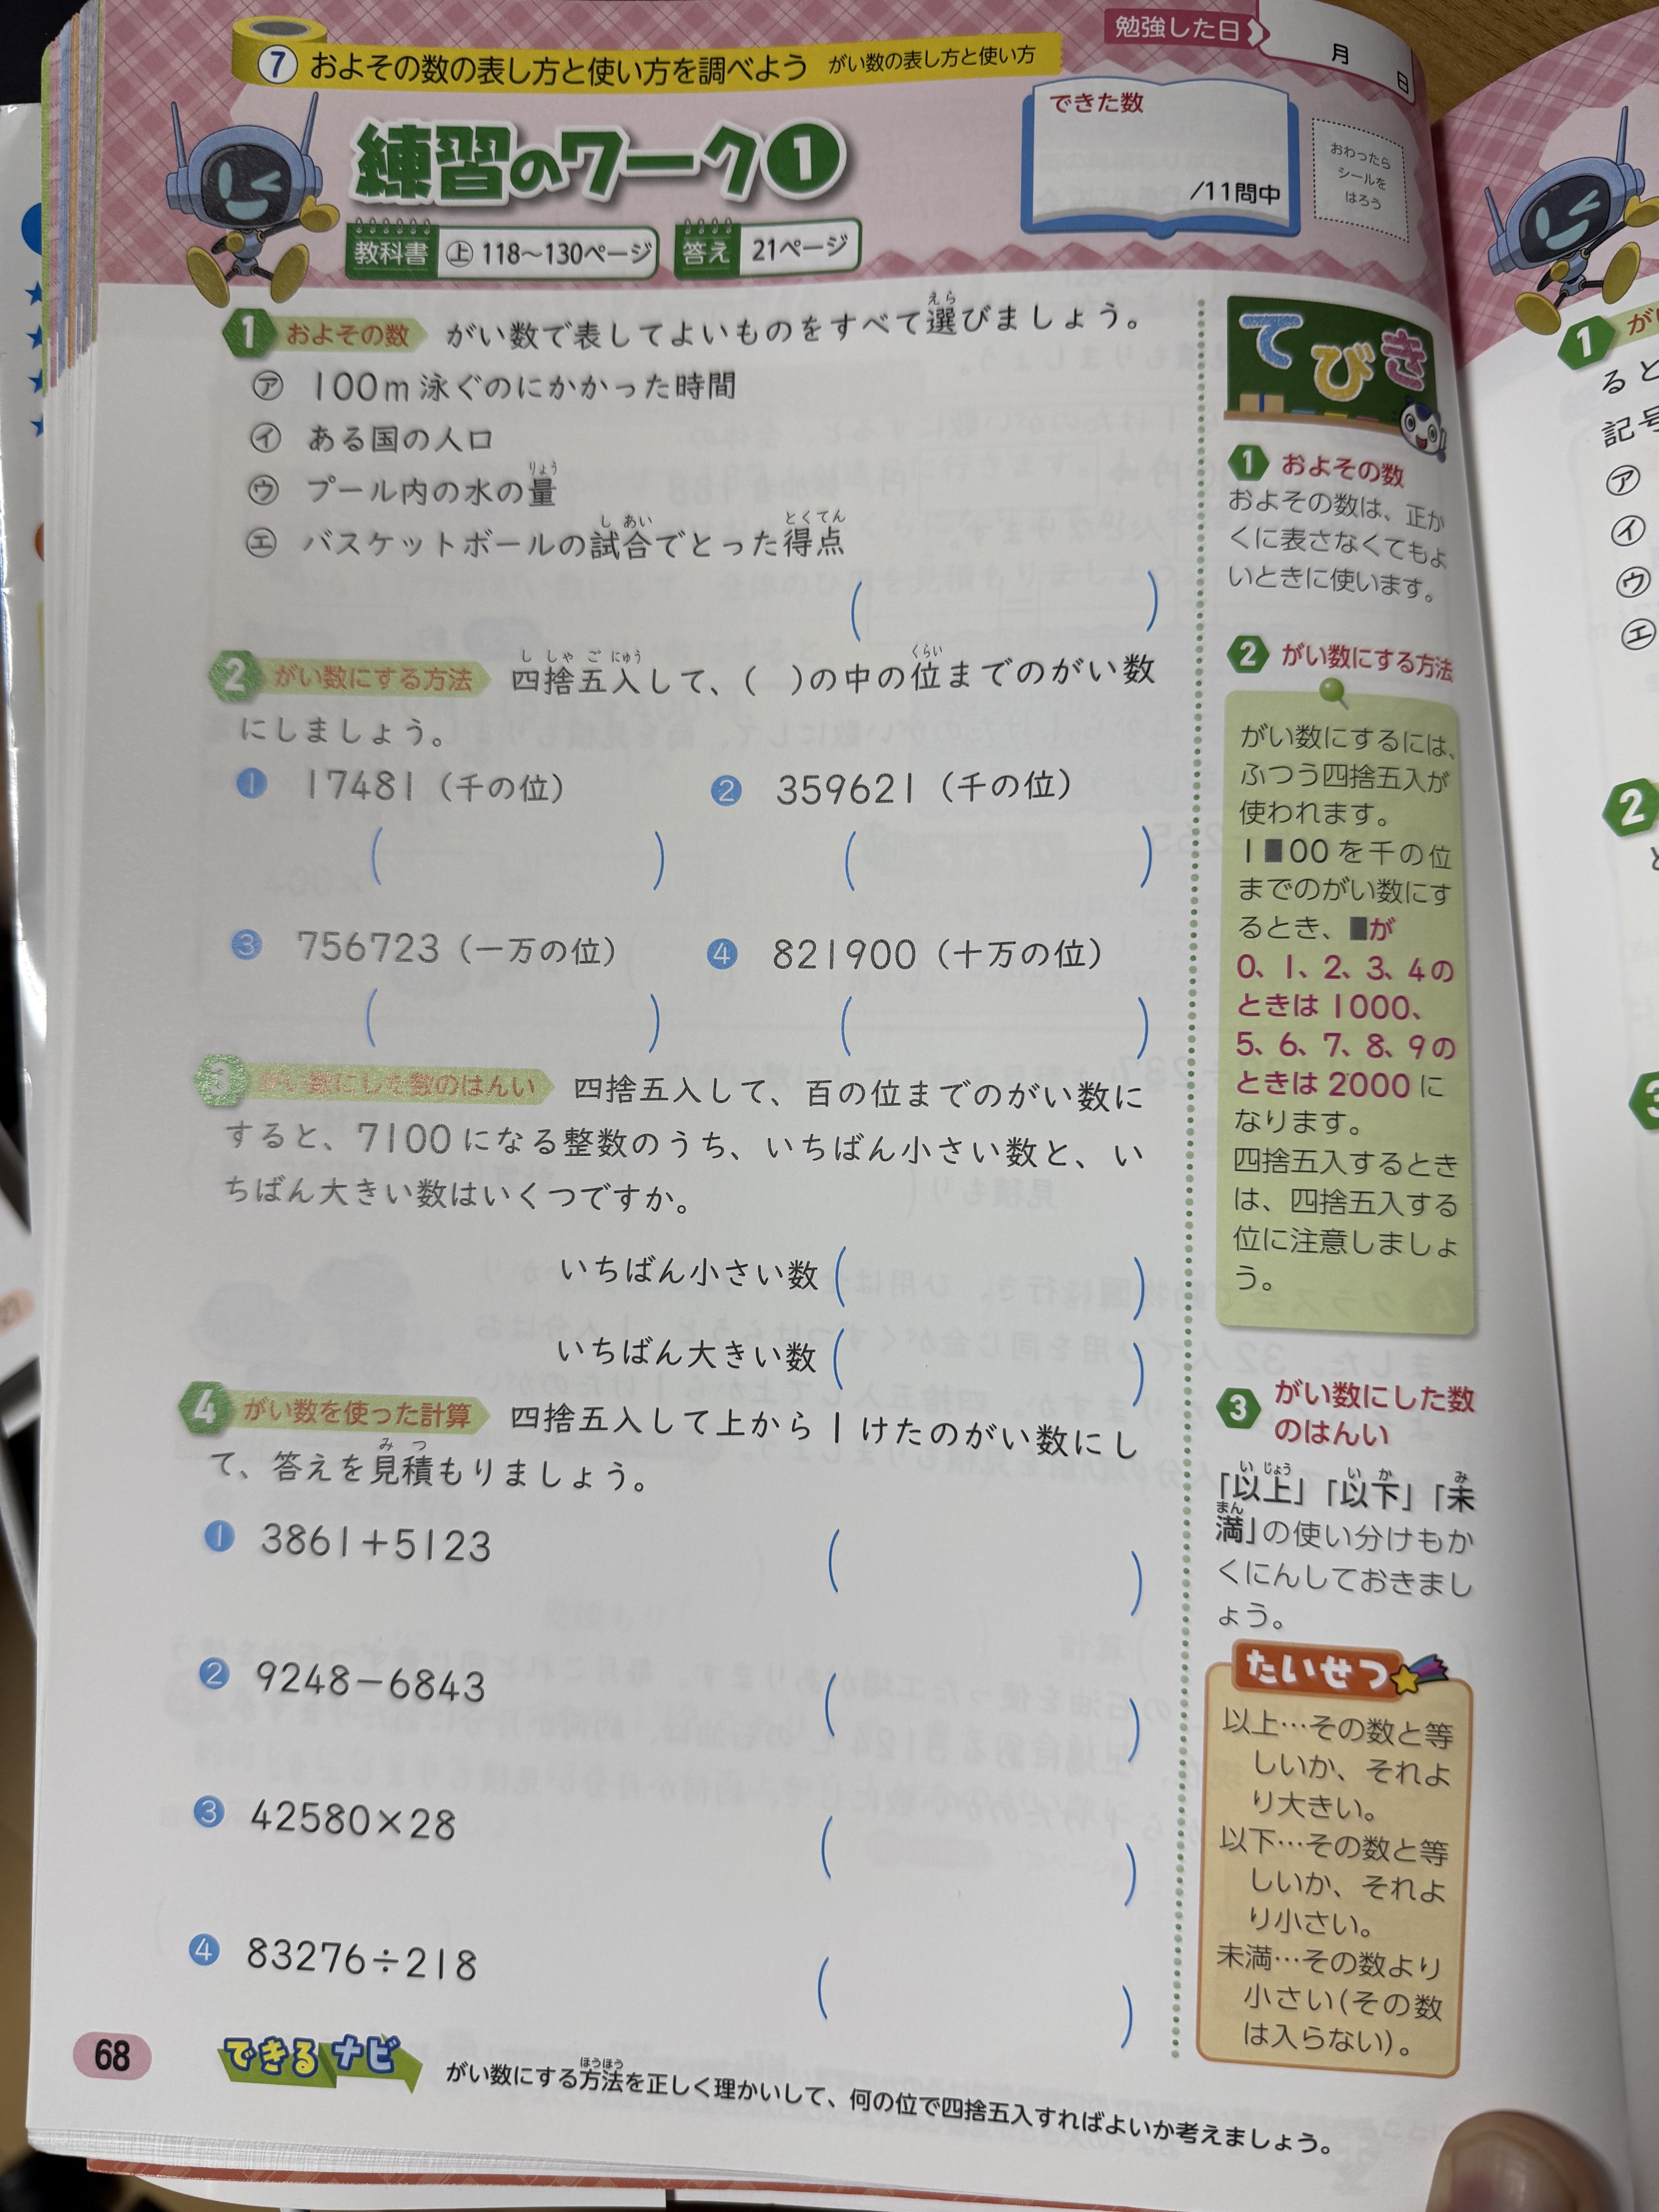 勉強した日
月
日
7 およその数の表し方と使い方を調べよう がい数の表し方と使い方
練習のワーク❶
教科書 上 118〜130ページ 答え 21ページ
できた数
/11問中
おわったら
シールを
はろう
1 およその数 がい数で表してよいものをすべて選びましょう。
㋐ 100m泳ぐのにかかった時間
㋑ ある国の人口
㋒ プール内の水の量
㋓ バスケットボールの試合でとった得点
( )
2 がい数にする方法 四捨五入して、( )の中の位までのがい数
にしましょう。
❶ 17481(千の位) ❷ 359621(千の位)
( ) ( )
❸ 756723(一万の位) ❹ 821900(十万の位)
( ) ( )
3 がい数にした数のはんい 四捨五入して、百の位までのがい数に
すると、7100になる整数のうち、いちばん小さい数と、い
ちばん大きい数はいくつですか。
いちばん小さい数( )
いちばん大きい数( )
4 がい数を使った計算 四捨五入して上から1けたのがい数にし
て、答えを見積もりましょう。
❶ 3861+5123 ( )
❷ 9248−6843 ( )
❸ 42580×28 ( )
❹ 83276÷218 ( )
てびき
1 およその数
およその数は、正か
くに表さなくてもよ
いときに使います。
2 がい数にする方法
がい数にするには、
ふつう四捨五入が
使われます。
1■00を千の位
までのがい数にす
るとき、■が
0、1、2、3、4の
ときは1000、
5、6、7、8、9の
ときは2000に
なります。
四捨五入するとき
は、四捨五入する
位に注意しましょ
う。
3 がい数にした数
のはんい
「以上」「以下」「未
満」の使い分けもか
くにんしておきまし
ょう。
たいせつ
以上…その数と等
しいか、それよ
り大きい。
以下…その数と等
しいか、それよ
り小さい。
未満…その数より
小さい(その数
は入らない)。
68
できるナビ がい数にする方法を正しく理かいして、何の位で四捨五入すればよいか考えましょう。
1
る
記号
㋐
㋑
㋒
㋓
2